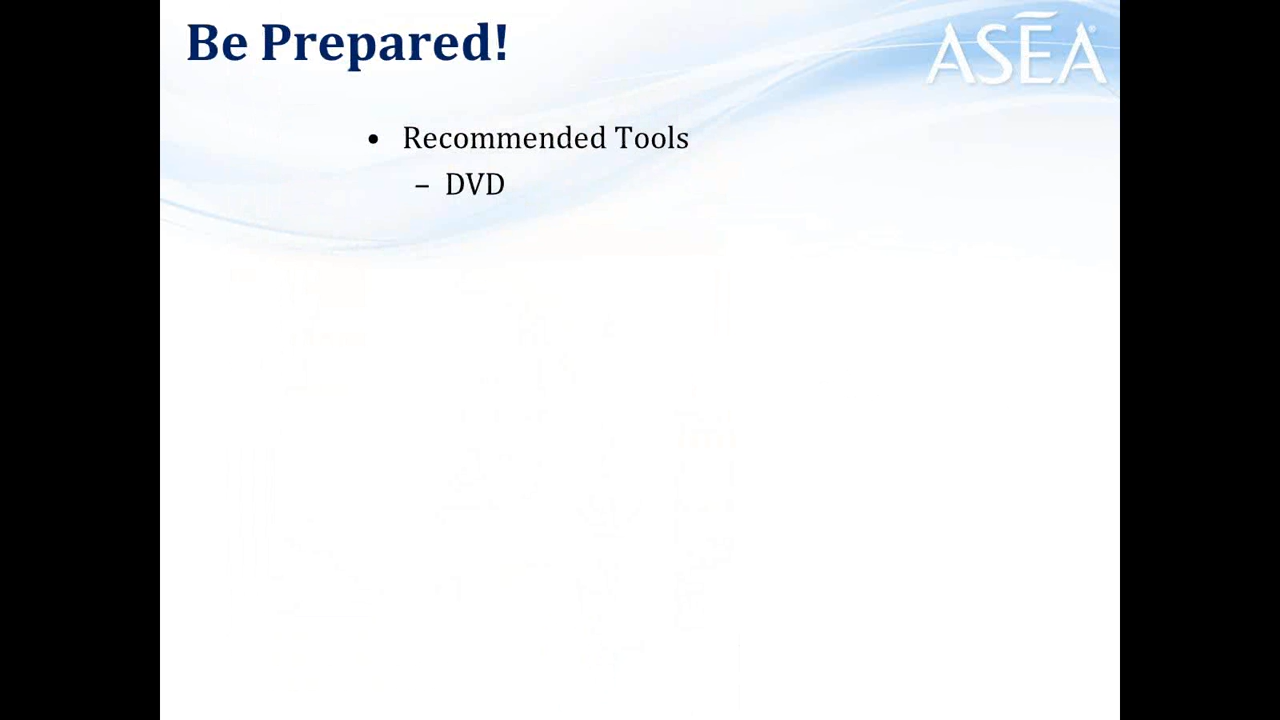 Be Prepared!
ASEA
• Recommended Tools
– DVD